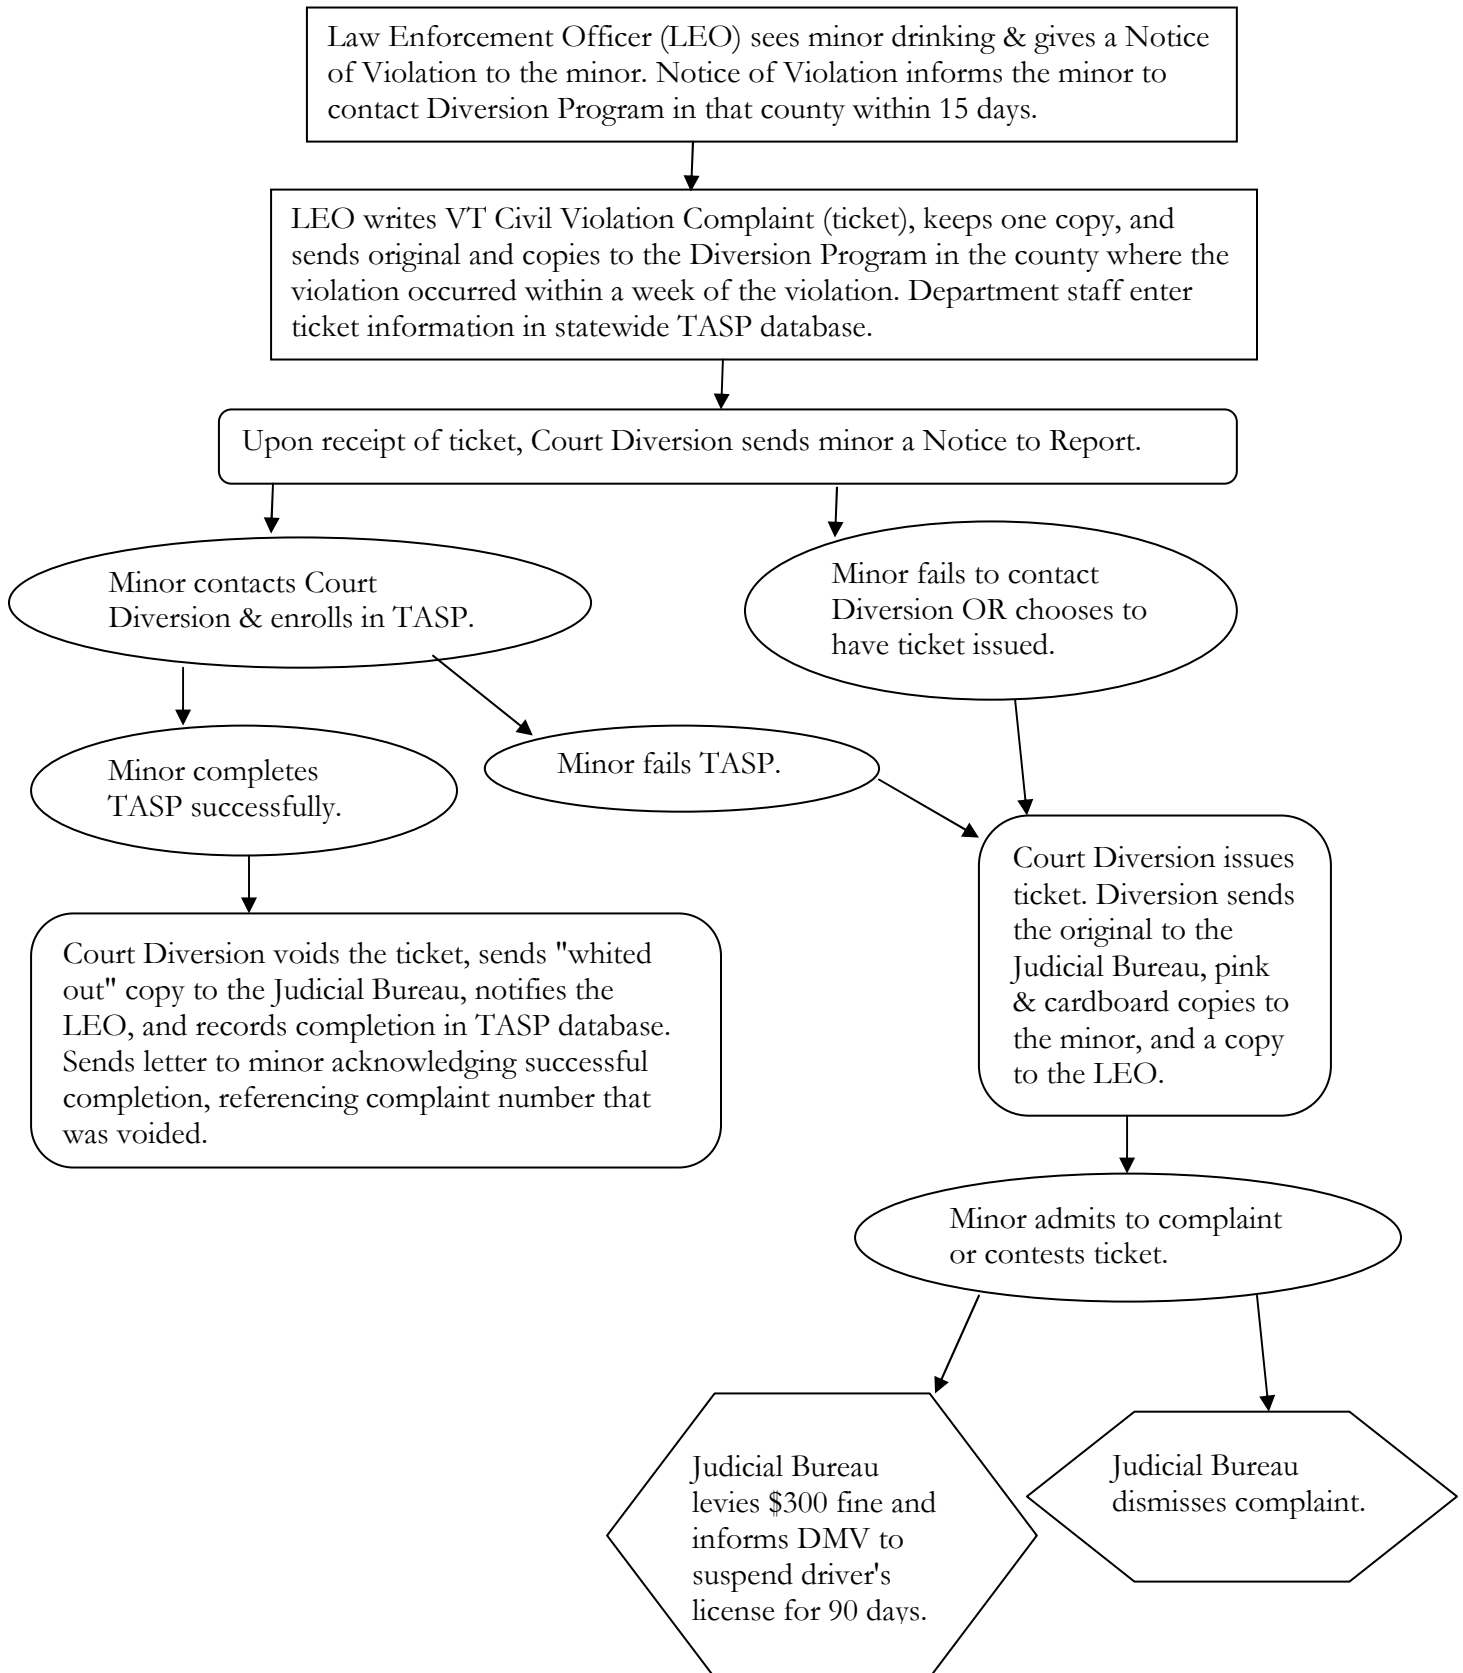 Law Enforcement Officer (LEO) sees minor drinking & gives a Notice
of Violation to the minor. Notice of Violation informs the minor to
contact Diversion Program in that county within 15 days.
LEO writes VT Civil Violation Complaint (ticket), keeps one copy, and
sends original and copies to the Diversion Program in the county where the
violation occurred within a week of the violation. Department staff enter
ticket information in statewide TASP database.
Upon receipt of ticket, Court Diversion sends minor a Notice to Report.
Minor contacts Court
Diversion & enrolls in TASP.
Minor fails to contact
Diversion OR chooses to
have ticket issued.
Minor completes
TASP successfully.
Minor fails TASP.
Court Diversion voids the ticket, sends "whited
out" copy to the Judicial Bureau, notifies the
LEO, and records completion in TASP database.
Sends letter to minor acknowledging successful
completion, referencing complaint number that
was voided.
Court Diversion issues
ticket. Diversion sends
the original to the
Judicial Bureau, pink
& cardboard copies to
the minor, and a copy
to the LEO.
Minor admits to complaint
or contests ticket.
Judicial Bureau
levies $300 fine and
informs DMV to
suspend driver's
license for 90 days.
Judicial Bureau
dismisses complaint.